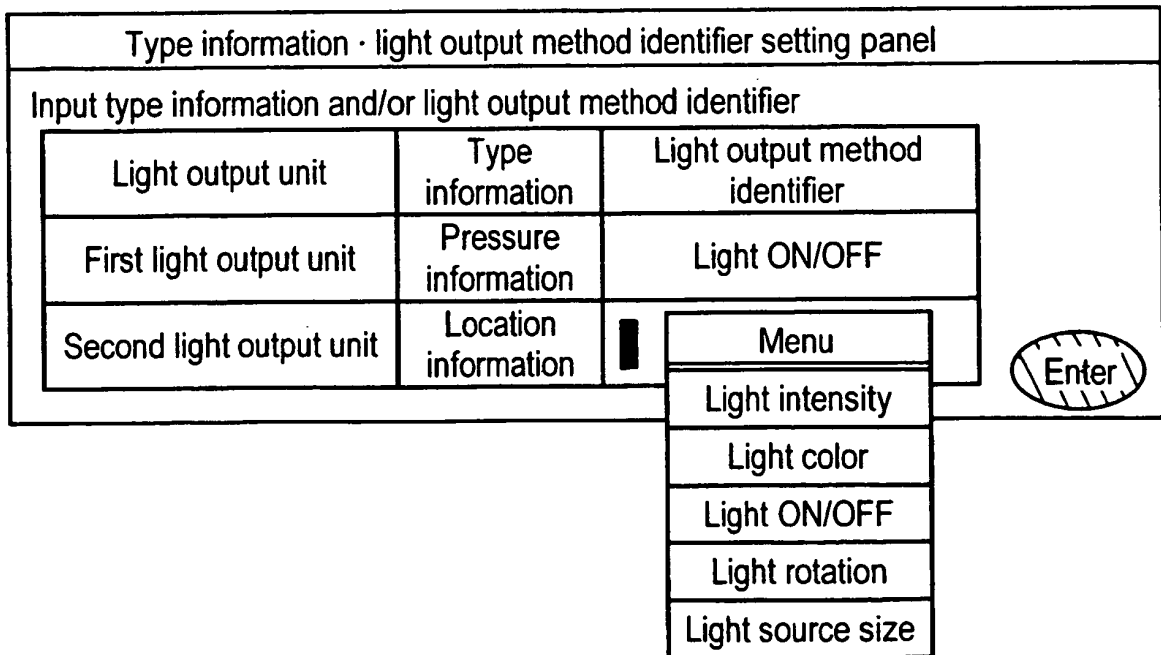 Type information · light output method identifier setting panel
Input type information and/or light output method identifier
Light output unit
Type
information
Light output method
identifier
First light output unit
Pressure
information
Light ON/OFF
Second light output unit
Location
information
Menu
Light intensity
Light color
Light ON/OFF
Light rotation
Light source size
Enter